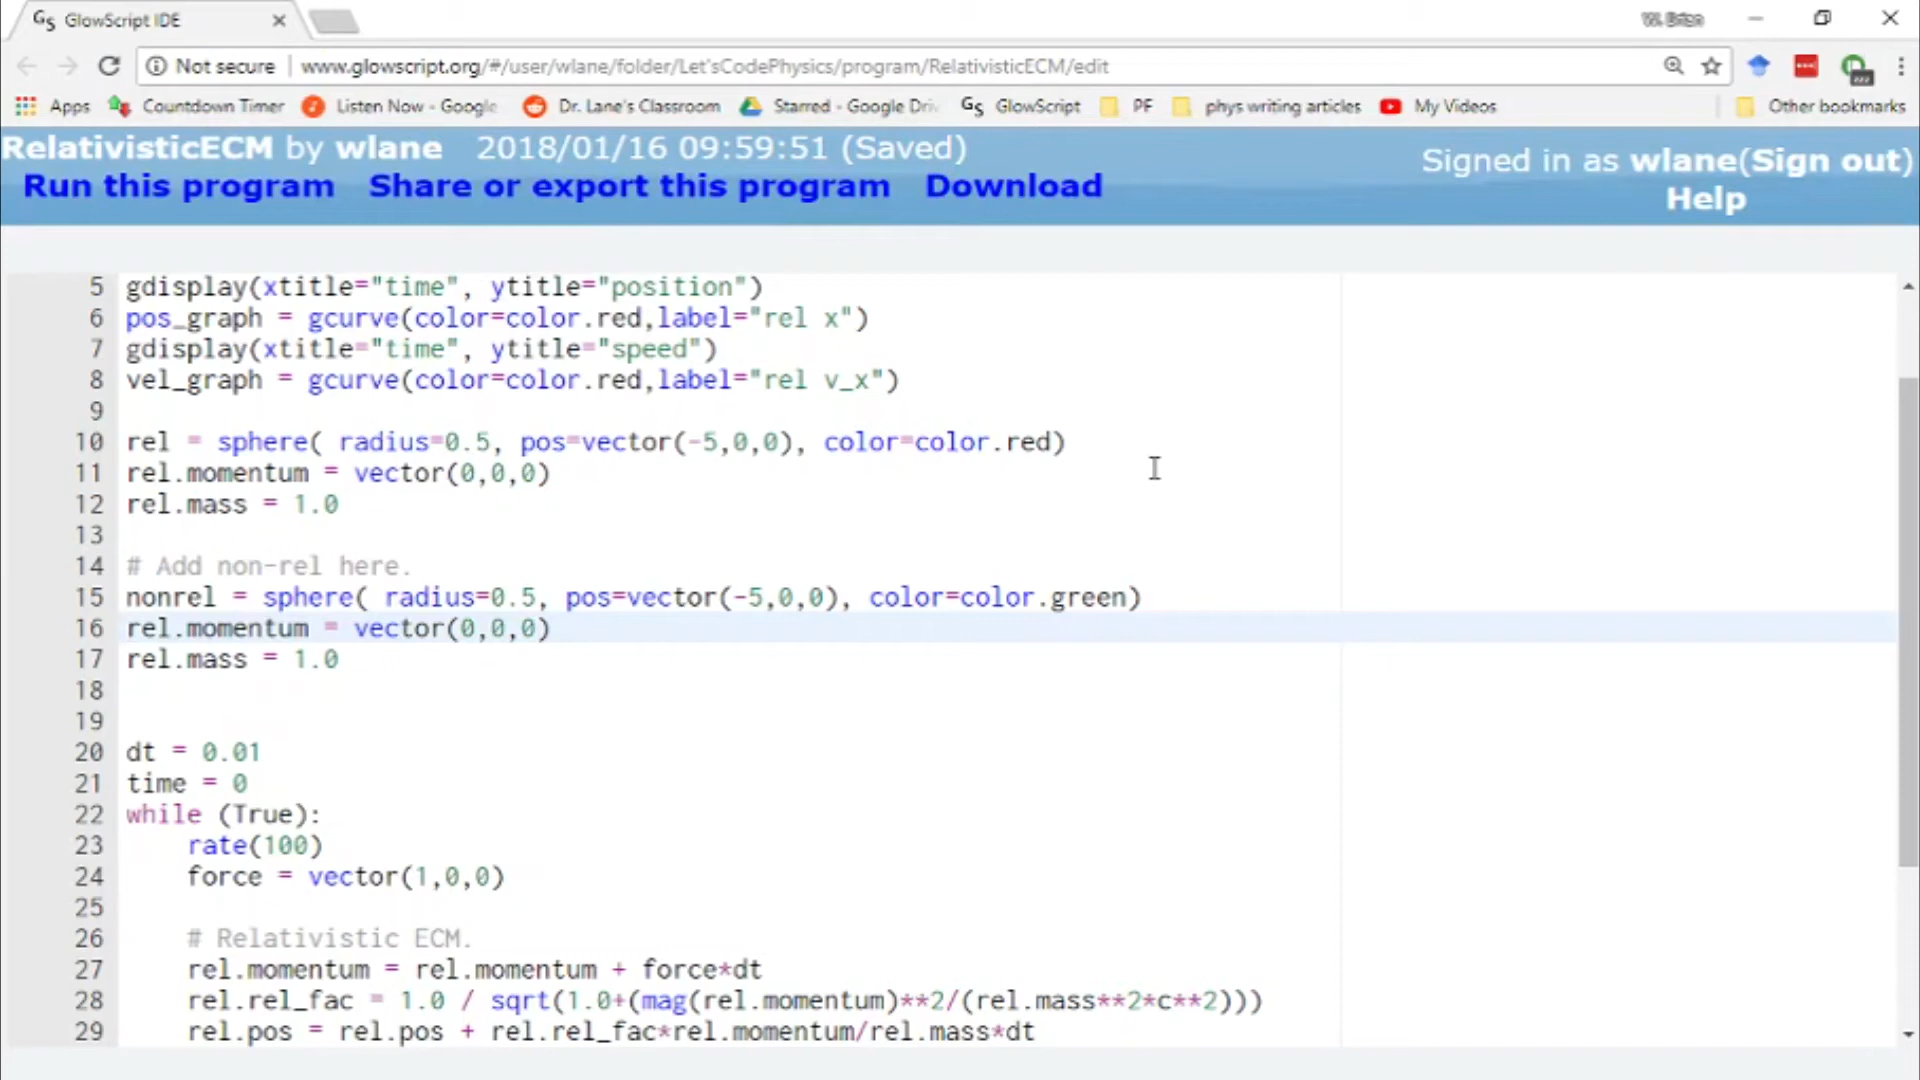 GlowScript IDE
W. Brian
Not secure | www.glowscript.org/#/user/wlane/folder/Let'sCodePhysics/program/RelativisticECM/edit
Apps Countdown Timer Listen Now - Google Dr. Lane's Classroom Starred - Google Driv GlowScript PF phys writing articles My Videos Other bookmarks
RelativisticECM by wlane 2018/01/16 09:59:51 (Saved) Signed in as wlane(Sign out)
Run this program Share or export this program Download Help
5 gdisplay(xtitle="time", ytitle="position")
6 pos_graph = gcurve(color=color.red,label="rel x")
7 gdisplay(xtitle="time", ytitle="speed")
8 vel_graph = gcurve(color=color.red,label="rel v_x")
9
10 rel = sphere( radius=0.5, pos=vector(-5,0,0), color=color.red)
11 rel.momentum = vector(0,0,0)
12 rel.mass = 1.0
13
14 # Add non-rel here.
15 nonrel = sphere( radius=0.5, pos=vector(-5,0,0), color=color.green)
16 rel.momentum = vector(0,0,0)
17 rel.mass = 1.0
18
19
20 dt = 0.01
21 time = 0
22 while (True):
23 rate(100)
24 force = vector(1,0,0)
25
26 # Relativistic ECM.
27 rel.momentum = rel.momentum + force*dt
28 rel.rel_fac = 1.0 / sqrt(1.0+(mag(rel.momentum)**2/(rel.mass**2*c**2)))
29 rel.pos = rel.pos + rel.rel_fac*rel.momentum/rel.mass*dt